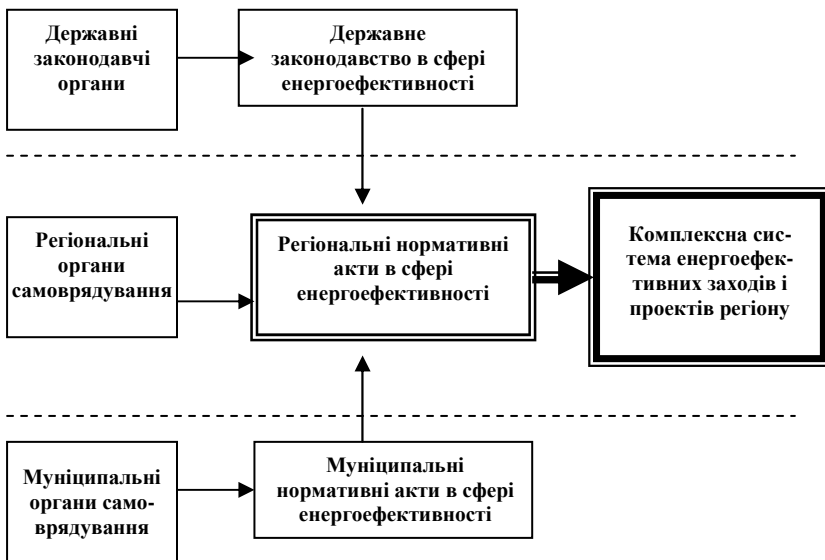 Державні
законодавчі
органи
Державне
законодавство в сфері
енергоефективності
Регіональні
органи
самоврядування
Регіональні нормативні
акти в сфері
енергоефективності
Комплексна сис-
тема енергоефек-
тивних заходів і
проектів регіону
Муніципальні
органи само-
врядування
Муніципальні
нормативні акти в сфері
енергоефективності